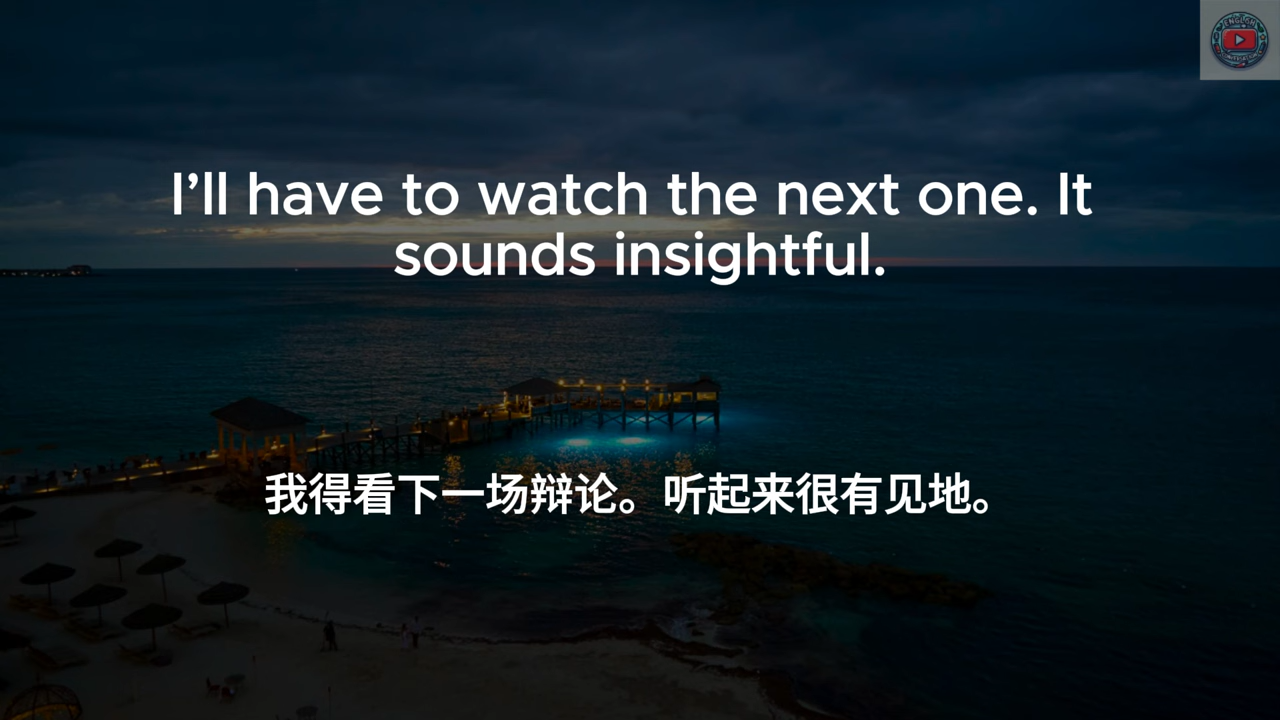 I’ll have to watch the next one. It
sounds insightful.
我得看下一场辩论。听起来很有见地。